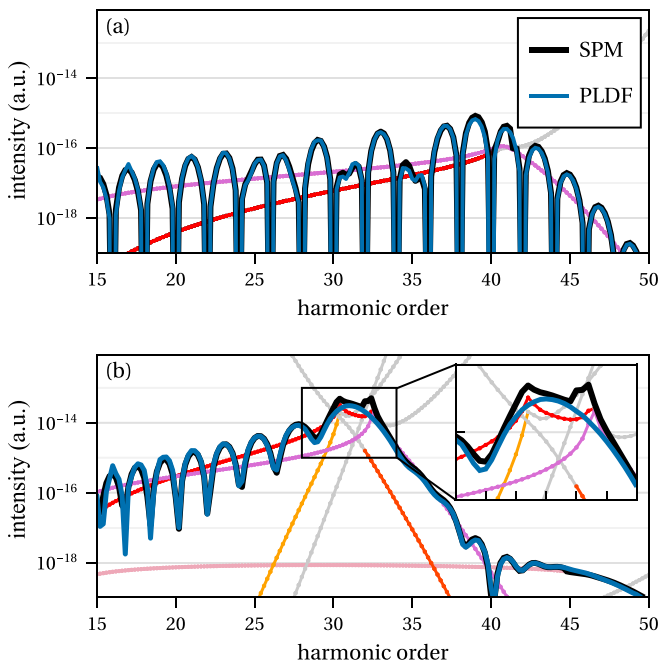 (a)
SPM
PLDF
intensity (a.u.)
10⁻¹⁴
10⁻¹⁶
10⁻¹⁸
15 20 25 30 35 40 45 50
harmonic order
(b)
intensity (a.u.)
10⁻¹⁴
10⁻¹⁶
10⁻¹⁸
15 20 25 30 35 40 45 50
harmonic order